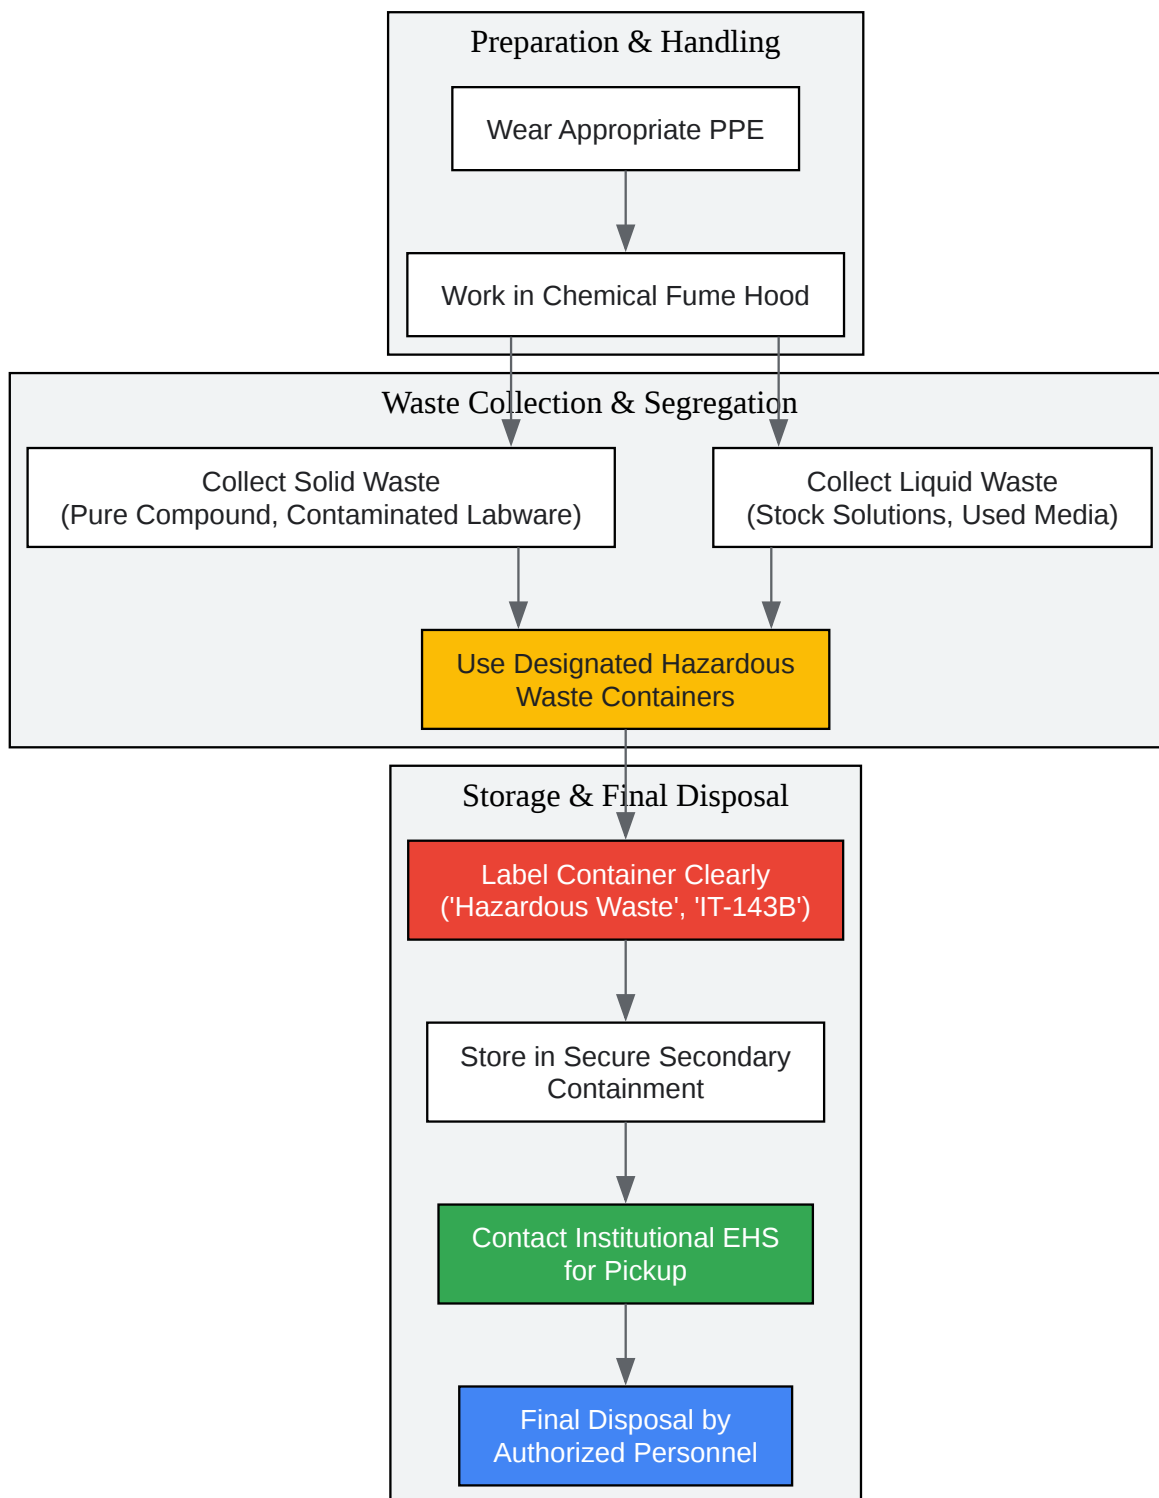 Preparation & Handling
Wear Appropriate PPE
Work in Chemical Fume Hood
Waste Collection & Segregation
Collect Solid Waste
(Pure Compound, Contaminated Labware)
Collect Liquid Waste
(Stock Solutions, Used Media)
Use Designated Hazardous
Waste Containers
Storage & Final Disposal
Label Container Clearly
('Hazardous Waste', 'IT-143B')
Store in Secure Secondary
Containment
Contact Institutional EHS
for Pickup
Final Disposal by
Authorized Personnel